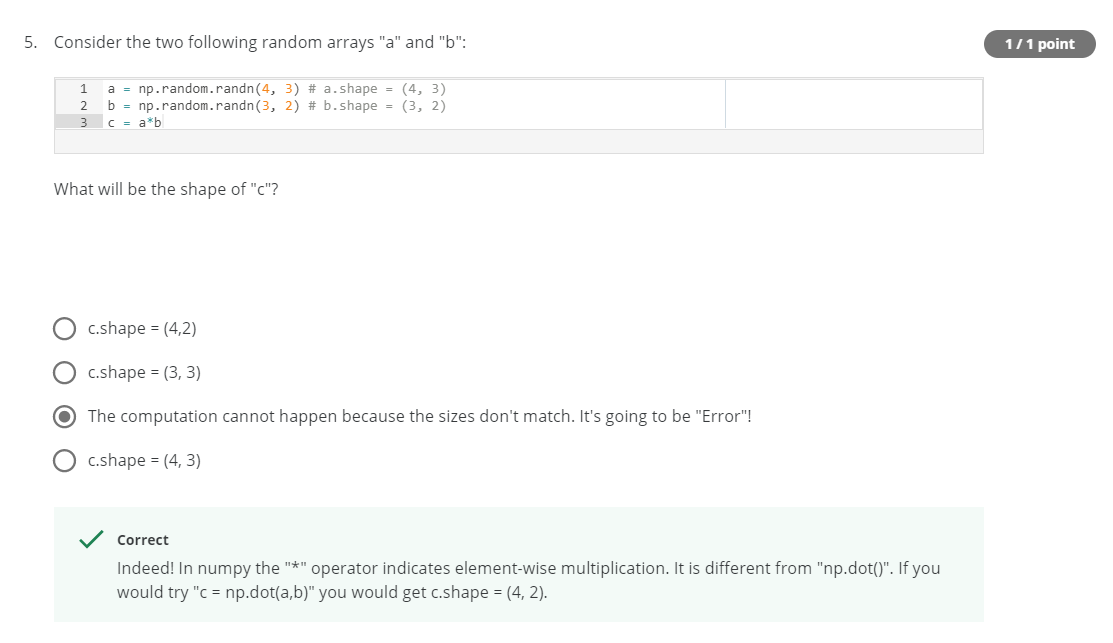 5. Consider the two following random arrays "a" and "b":
1 / 1 point
1 a = np.random.randn(4, 3) # a.shape = (4, 3)
2 b = np.random.randn(3, 2) # b.shape = (3, 2)
3 c = a*b
What will be the shape of "c"?
c.shape = (4,2)
c.shape = (3, 3)
The computation cannot happen because the sizes don't match. It's going to be "Error"!
c.shape = (4, 3)
Correct
Indeed! In numpy the "*" operator indicates element-wise multiplication. It is different from "np.dot()". If you
would try "c = np.dot(a,b)" you would get c.shape = (4, 2).